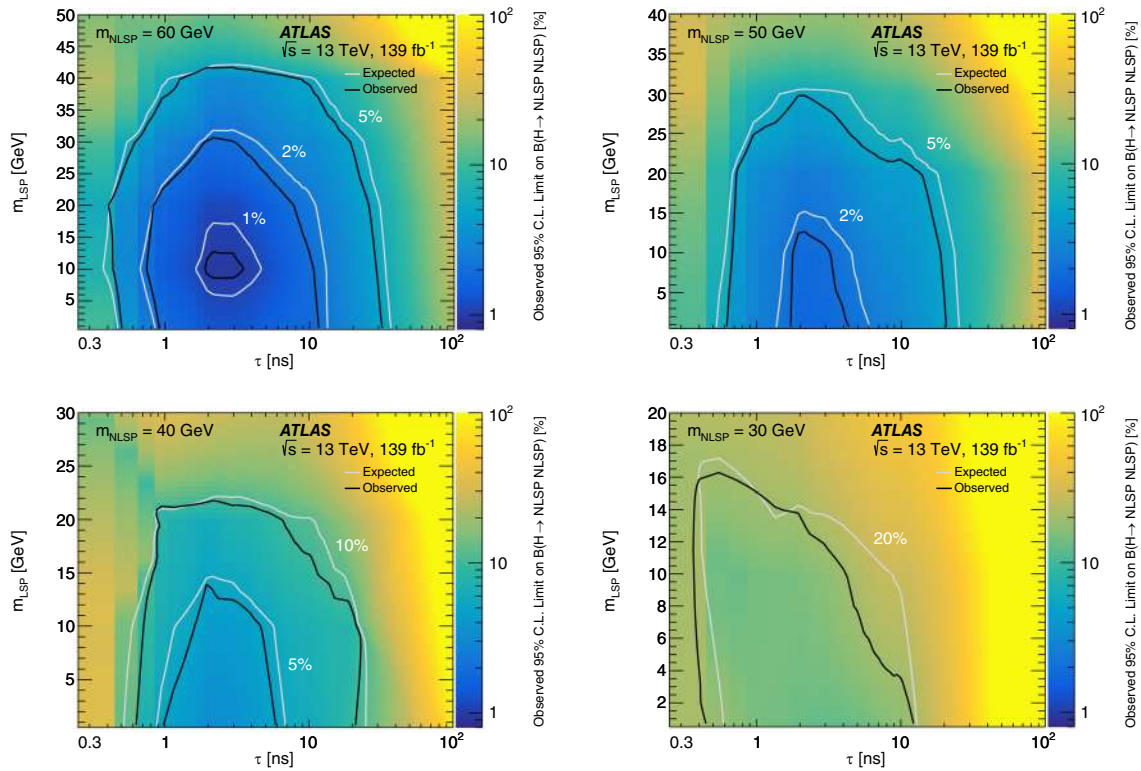 m_NLSP = 60 GeV
ATLAS
√s = 13 TeV, 139 fb⁻¹
Expected
Observed
5%
2%
1%
50
45
40
35
30
25
20
15
10
5
m_LSP [GeV]
0.3
1
10
10²
τ [ns]
10²
10
1
Observed 95% C.L. Limit on B(H→ NLSP NLSP) [%]
m_NLSP = 50 GeV
ATLAS
√s = 13 TeV, 139 fb⁻¹
Expected
Observed
5%
2%
40
35
30
25
20
15
10
5
m_LSP [GeV]
0.3
1
10
10²
τ [ns]
10²
10
1
Observed 95% C.L. Limit on B(H→ NLSP NLSP) [%]
m_NLSP = 40 GeV
ATLAS
√s = 13 TeV, 139 fb⁻¹
Expected
Observed
10%
5%
30
25
20
15
10
5
m_LSP [GeV]
0.3
1
10
10²
τ [ns]
10²
10
1
Observed 95% C.L. Limit on B(H→ NLSP NLSP) [%]
m_NLSP = 30 GeV
ATLAS
√s = 13 TeV, 139 fb⁻¹
Expected
Observed
20%
20
18
16
14
12
10
8
6
4
2
m_LSP [GeV]
0.3
1
10
10²
τ [ns]
10²
10
1
Observed 95% C.L. Limit on B(H→ NLSP NLSP) [%]